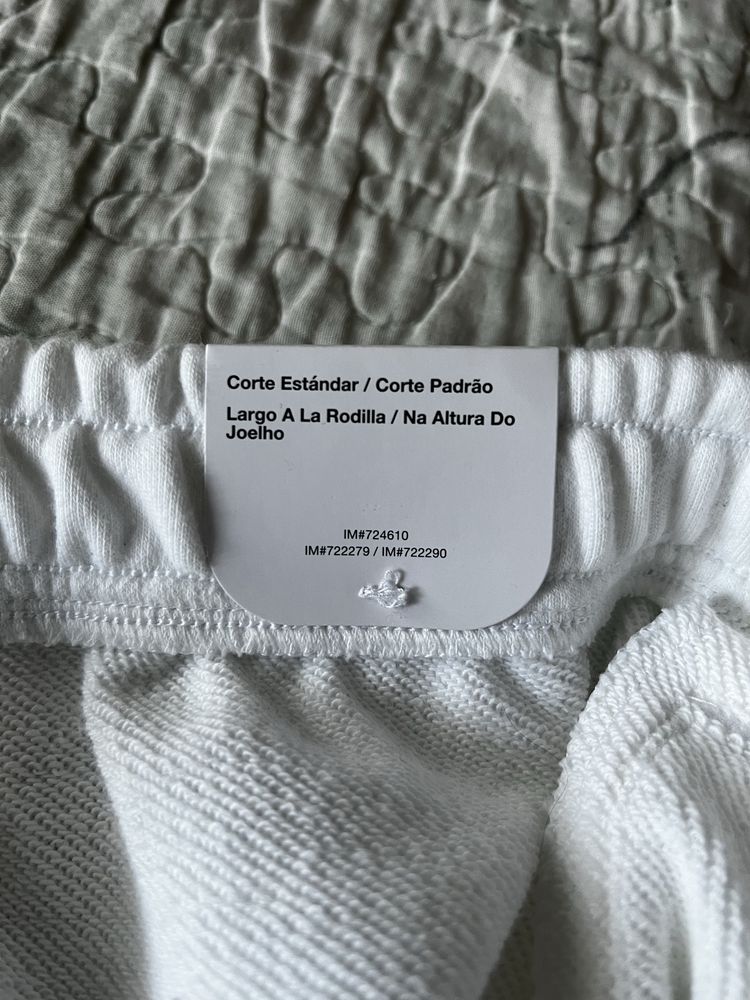 Corte Estándar / Corte Padrão
Largo A La Rodilla / Na Altura Do
Joelho
IM#724610
IM#722279 / IM#722290